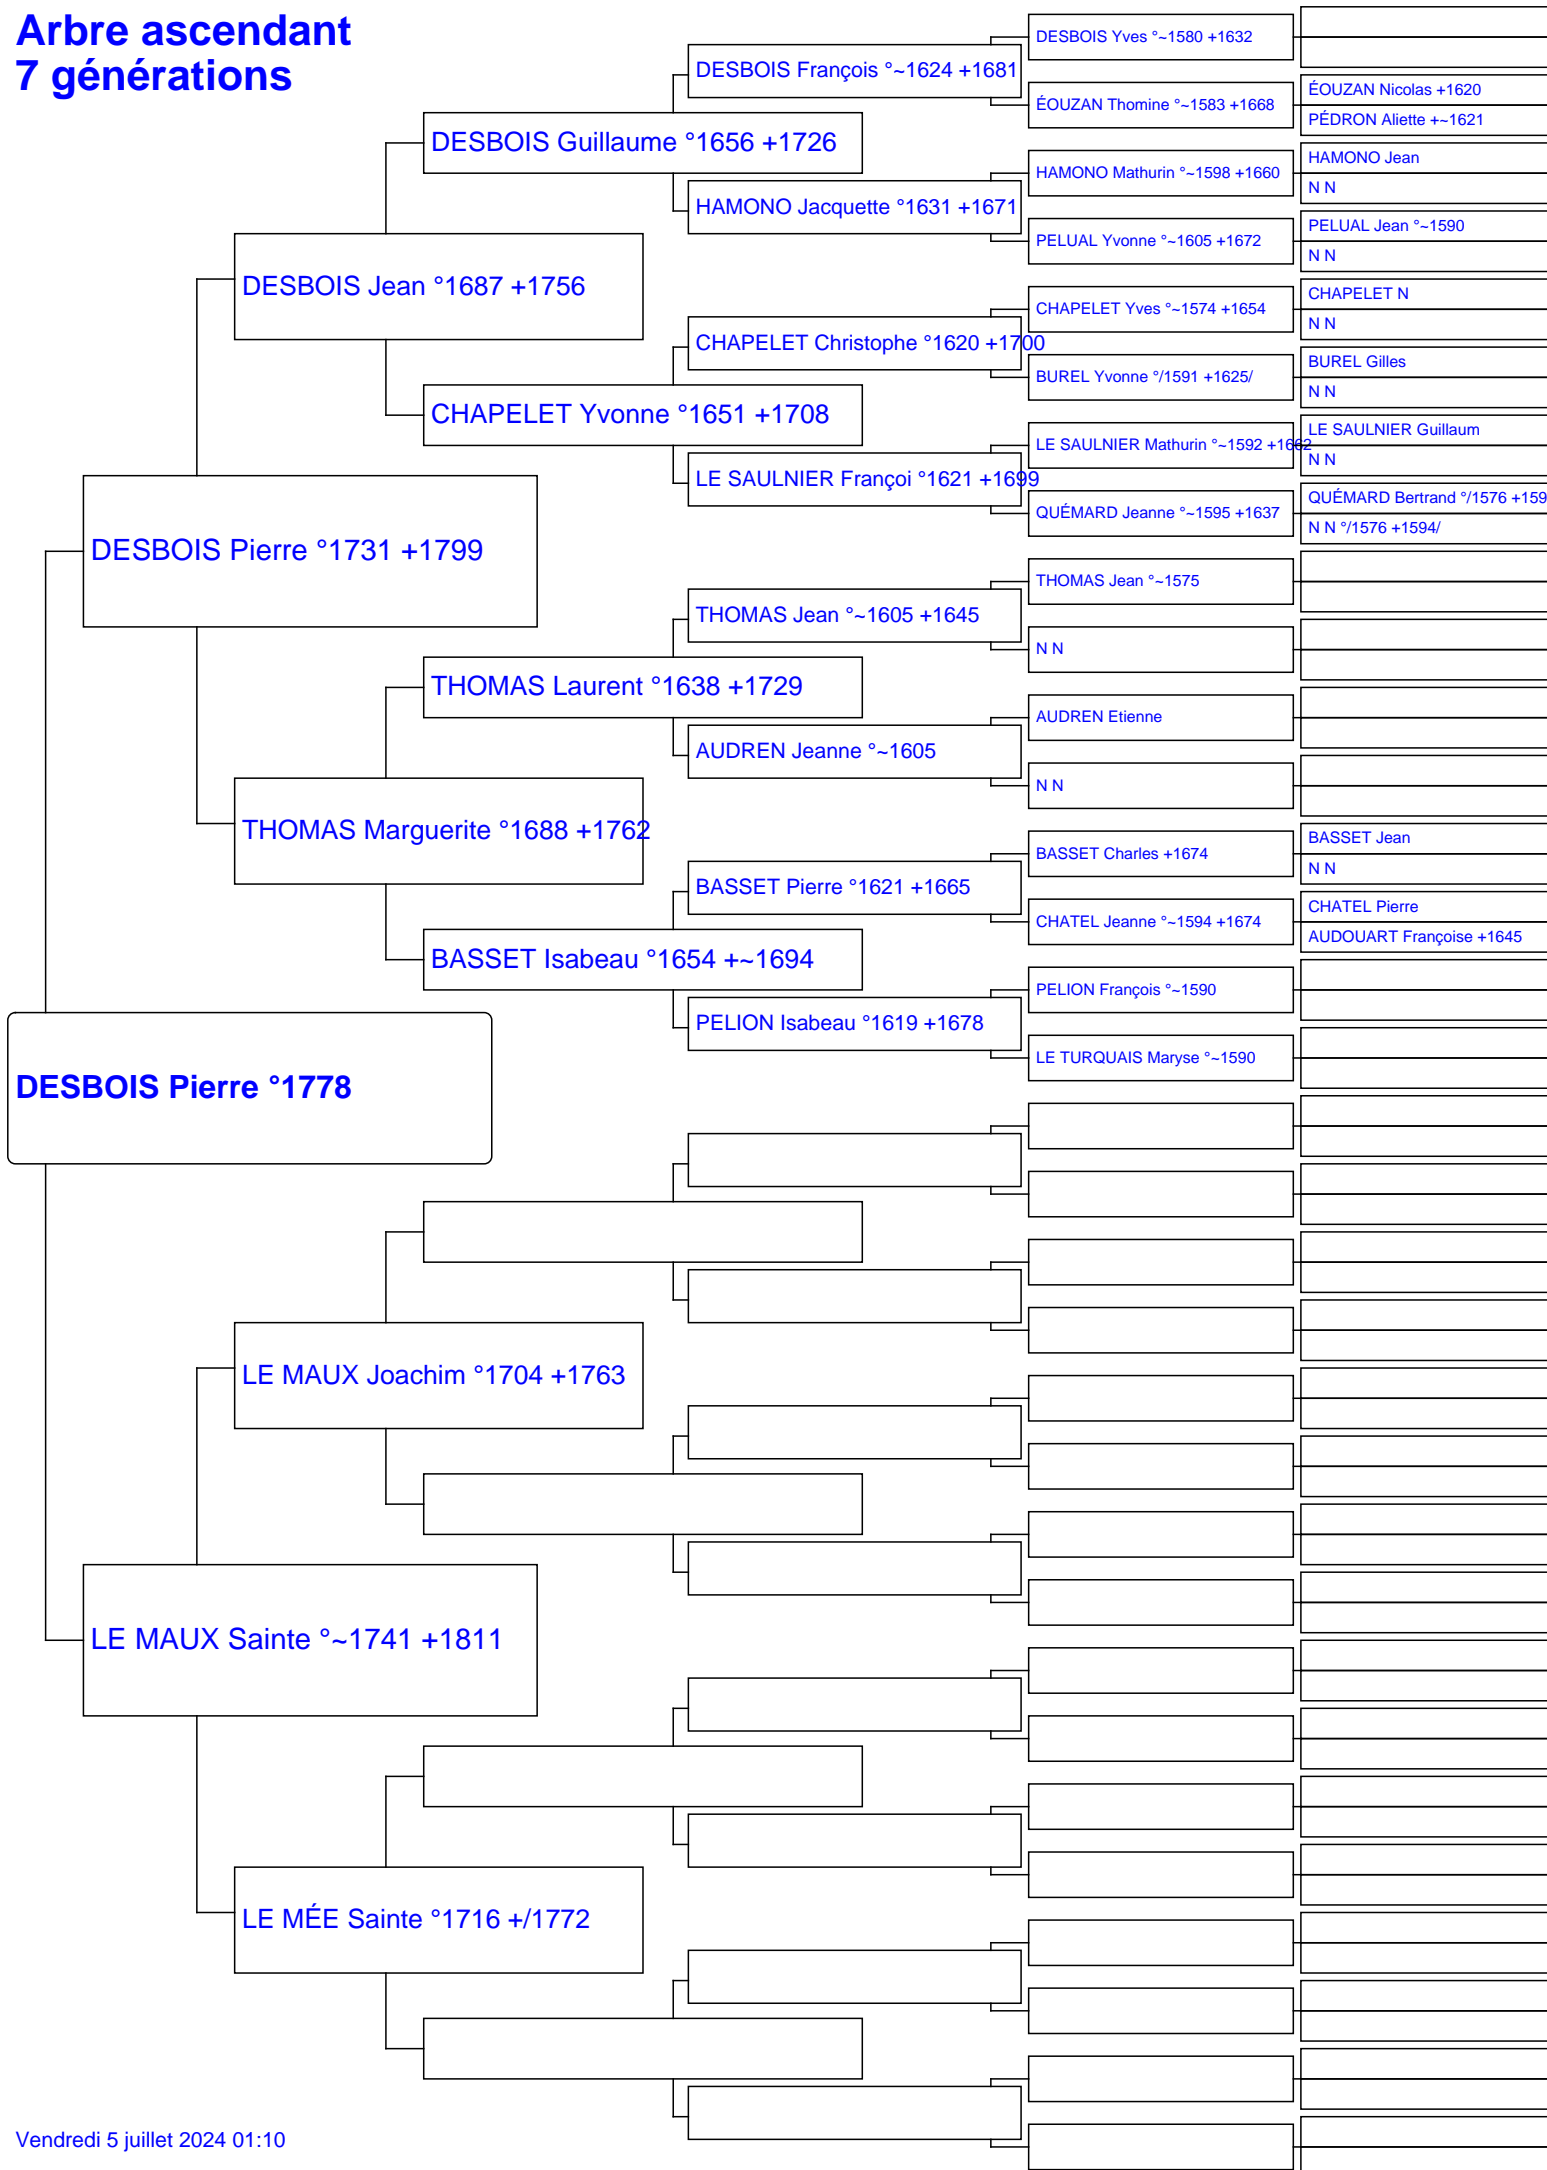 Arbre ascendant
7 générations
DESBOIS Pierre °1778
DESBOIS Pierre °1731 +1799
LE MAUX Sainte °~1741 +1811
DESBOIS Jean °1687 +1756
THOMAS Marguerite °1688 +1762
LE MAUX Joachim °1704 +1763
LE MÉE Sainte °1716 +/1772
DESBOIS Guillaume °1656 +1726
CHAPELET Yvonne °1651 +1708
THOMAS Laurent °1638 +1729
BASSET Isabeau °1654 +~1694
DESBOIS François °~1624 +1681
HAMONO Jacquette °1631 +1671
CHAPELET Christophe °1620 +1700
LE SAULNIER Françoi °1621 +1699
THOMAS Jean °~1605 +1645
AUDREN Jeanne °~1605
BASSET Pierre °1621 +1665
PELION Isabeau °1619 +1678
DESBOIS Yves °~1580 +1632
ÉOUZAN Thomine °~1583 +1668
HAMONO Mathurin °~1598 +1660
PELUAL Yvonne °~1605 +1672
CHAPELET Yves °~1574 +1654
BUREL Yvonne °/1591 +1625/
LE SAULNIER Mathurin °~1592 +1662
QUÉMARD Jeanne °~1595 +1637
THOMAS Jean °~1575
N N
AUDREN Etienne
N N
BASSET Charles +1674
CHATEL Jeanne °~1594 +1674
PELION François °~1590
LE TURQUAIS Maryse °~1590
ÉOUZAN Nicolas +1620
PÉDRON Aliette +~1621
HAMONO Jean
N N
PELUAL Jean °~1590
N N
CHAPELET N
N N
BUREL Gilles
N N
LE SAULNIER Guillaum
N N
QUÉMARD Bertrand °/1576 +159
N N °/1576 +1594/
BASSET Jean
N N
CHATEL Pierre
AUDOUART Françoise +1645
Vendredi 5 juillet 2024 01:10